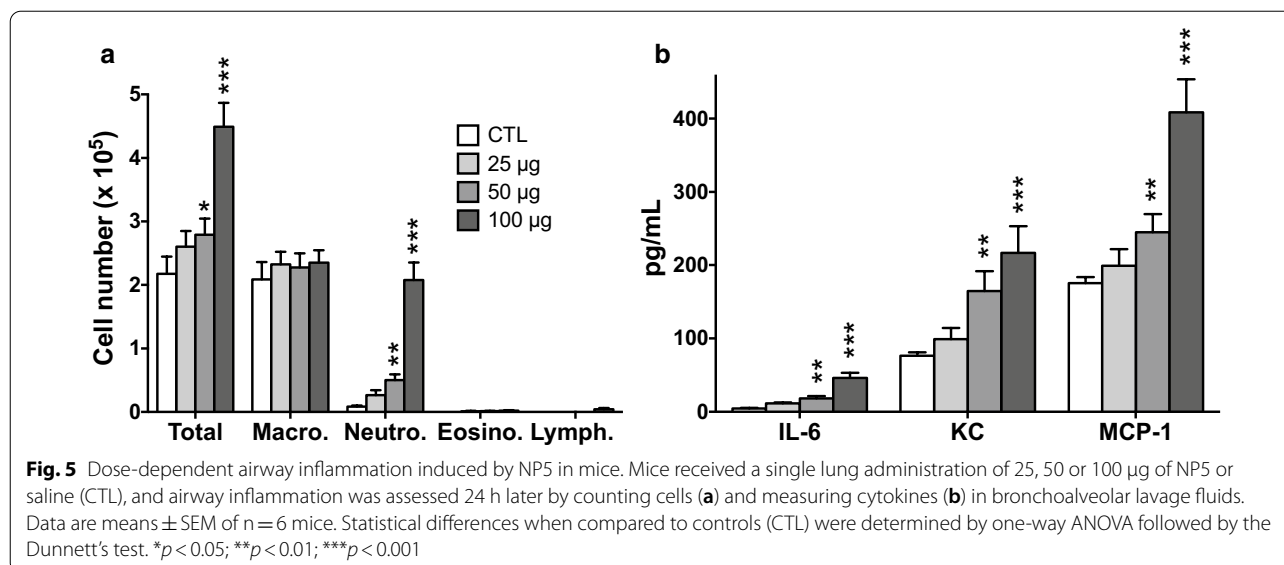 a
Cell number (x 10⁵)
5
4
3
2
1
0
***
*
**
***
CTL
25 µg
50 µg
100 µg
Total Macro. Neutro. Eosino. Lymph.
b
pg/mL
400
300
200
100
0
**
***
**
***
**
***
IL-6 KC MCP-1
Fig. 5 Dose-dependent airway inflammation induced by NP5 in mice. Mice received a single lung administration of 25, 50 or 100 µg of NP5 or
saline (CTL), and airway inflammation was assessed 24 h later by counting cells (a) and measuring cytokines (b) in bronchoalveolar lavage fluids.
Data are means ± SEM of n = 6 mice. Statistical differences when compared to controls (CTL) were determined by one-way ANOVA followed by the
Dunnett's test. *p < 0.05; **p < 0.01; ***p < 0.001